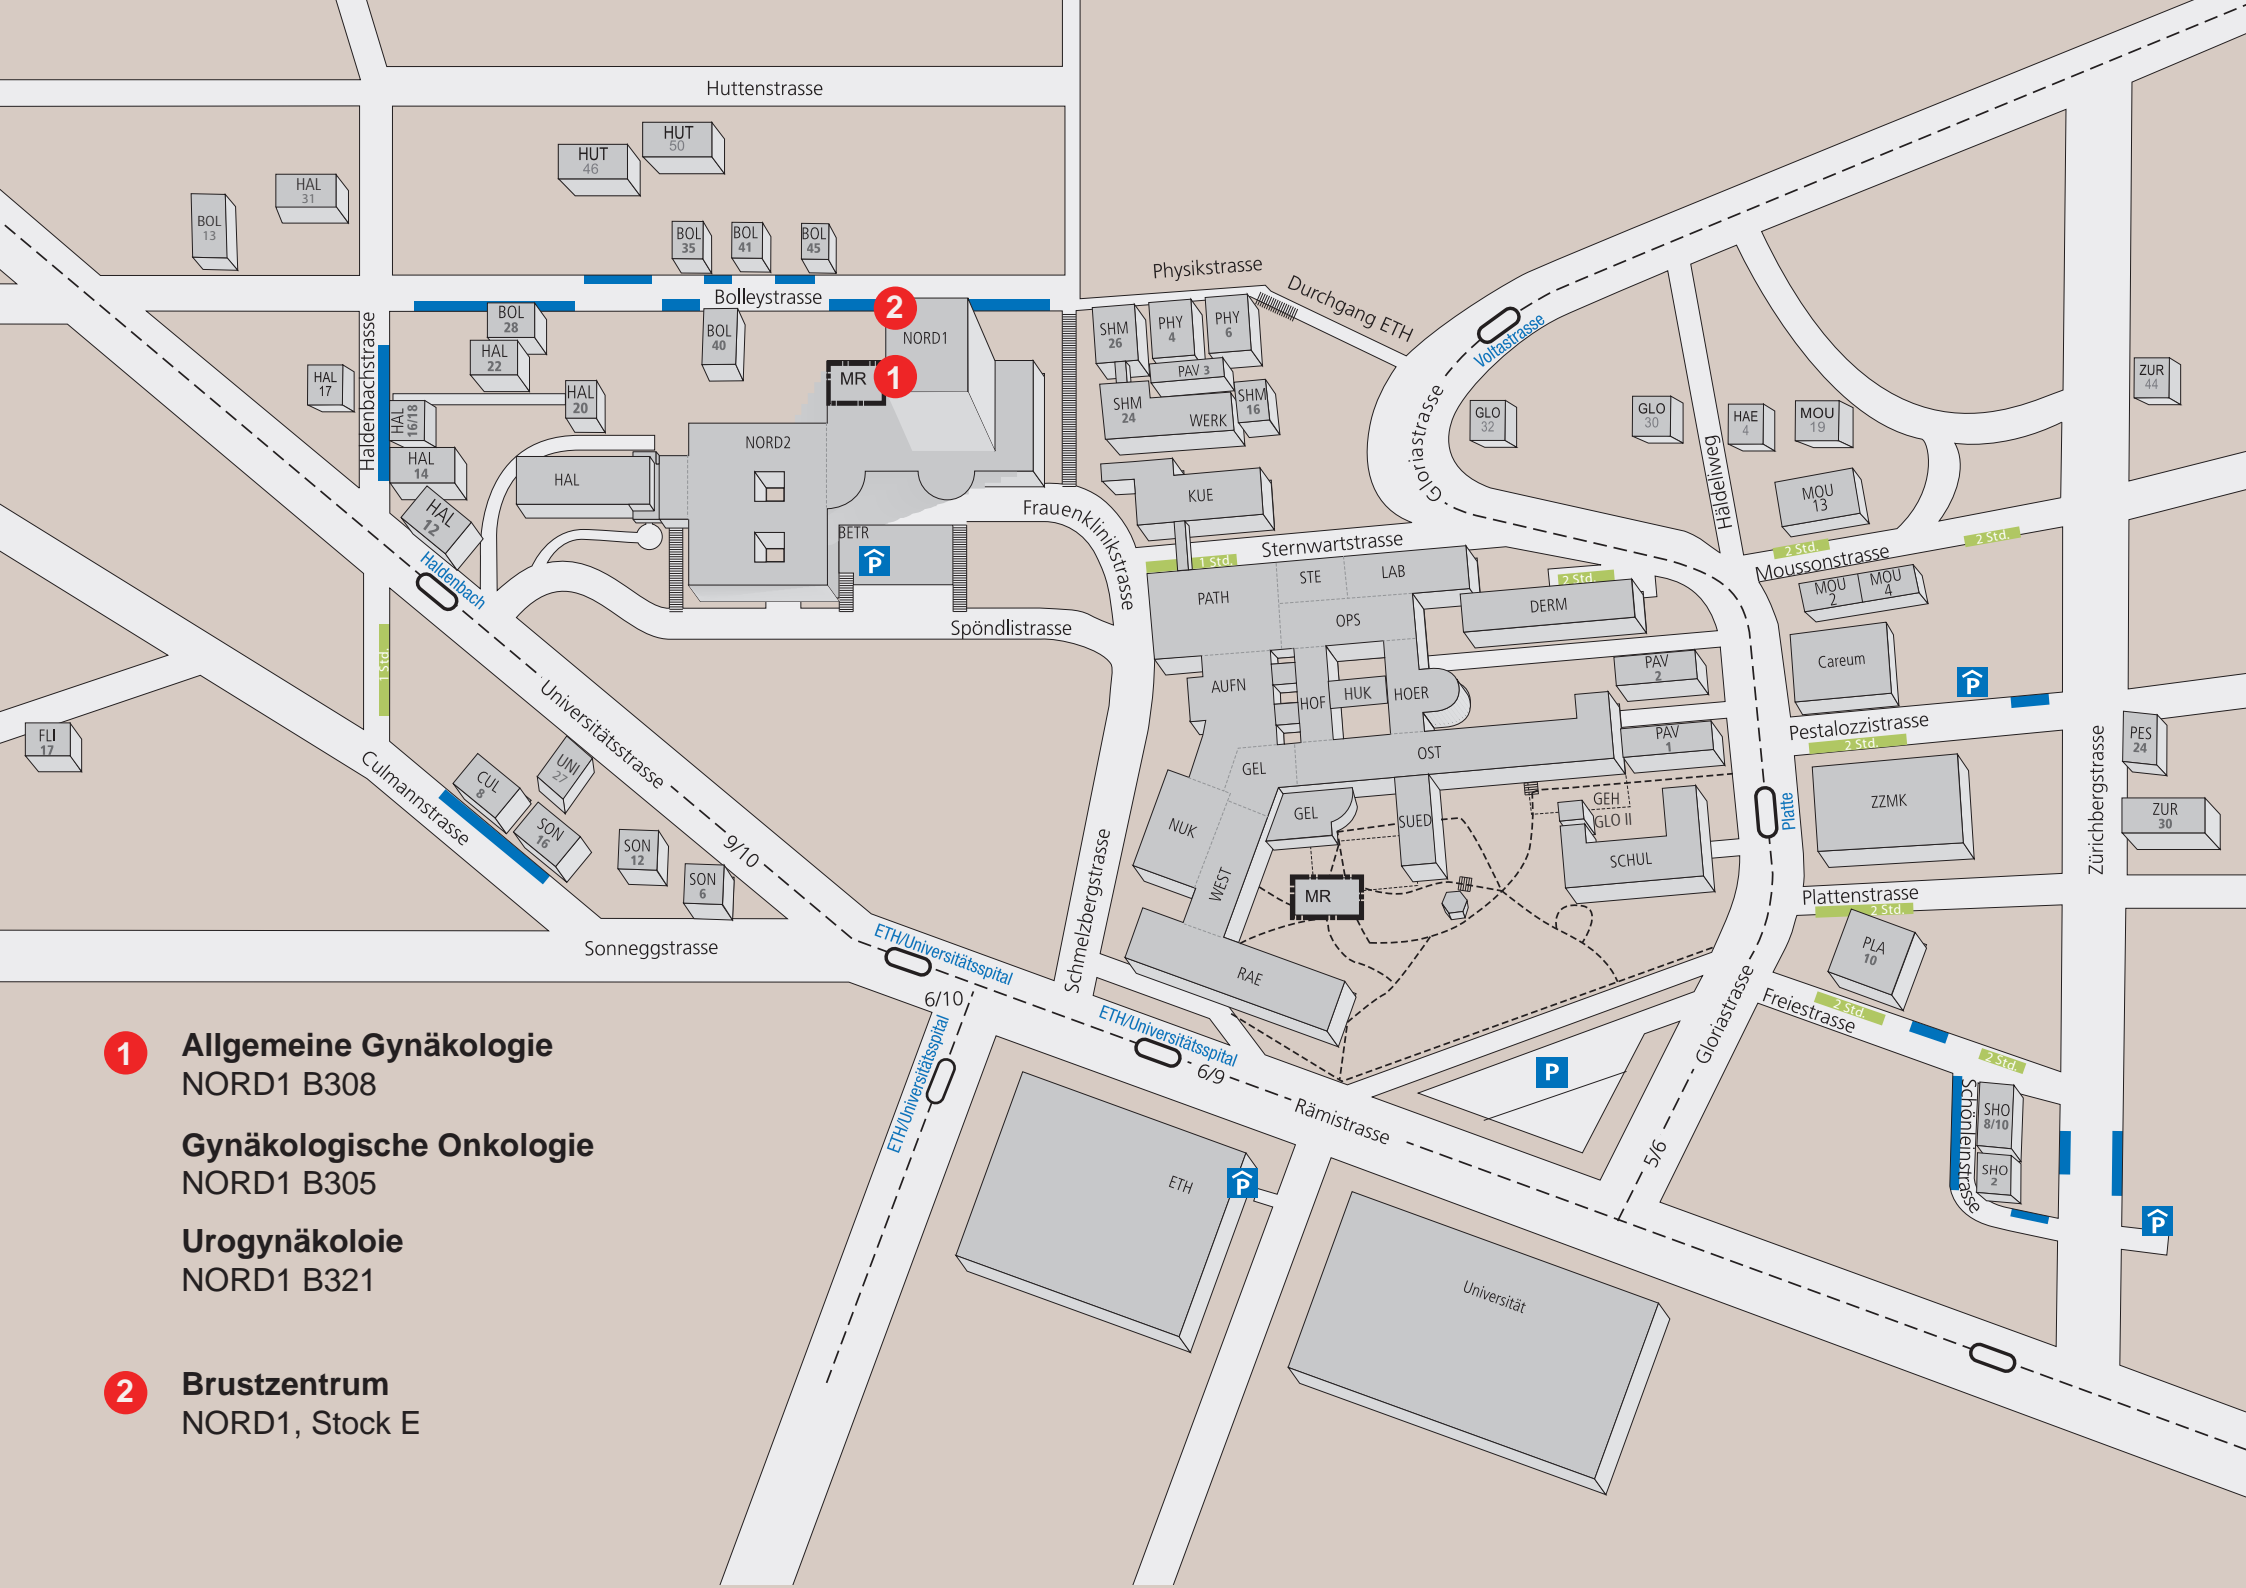 Huttenstrasse
HUT
50
HUT
46
HAL
31
BOL
13
BOL
35
BOL
41
BOL
45
Physikstrasse
Durchgang ETH
Bolleystrasse
2
NORD1
BOL
28
BOL
40
HAL
22
MR
1
HAL
17
HAL
20
HAL
16/18
HAL
14
HAL
12
Haldenbachstrasse
Haldenbach
HAL
NORD2
BETR
P
SHM
26
PHY
4
PHY
6
PAV 3
SHM
24
WERK
SHM
16
KUE
Frauenklinikstrasse
Sternwartstrasse
1 Std.
Spöndlistrasse
Voltastrasse
Gloriastrasse
GLO
32
GLO
30
HAE
4
MOU
19
MOU
13
Häldeliweg
ZUR
44
2 Std.
2 Std.
Moussonstrasse
MOU
2
MOU
4
Careum
P
Pestalozzistrasse
2 Std.
ZZMK
PES
24
ZUR
30
Zürichbergstrasse
PATH
STE
LAB
OPS
2 Std.
DERM
PAV
2
PAV
1
AUFN
HOF
HUK
HOER
OST
GEL
GEL
NUK
WEST
SUED
GEH
GLO II
SCHUL
MR
RAE
Platte
Plattenstrasse
2 Std.
PLA
10
Freiestrasse
2 Std.
2 Std.
Schönleinstrasse
SHO
8/10
SHO
2
P
1 Std.
FLI
17
Culmannstrasse
Universitätsstrasse
CUL
8
UNI
27
SON
16
SON
12
SON
6
9/10
Sonneggstrasse
ETH/Universitätsspital
6/10
ETH/Universitätsspital
ETH/Universitätsspital
6/9
Schmelzbergstrasse
Rämistrasse
P
Gloriastrasse
5/6
ETH
P
Universität
1
Allgemeine Gynäkologie
NORD1 B308
Gynäkologische Onkologie
NORD1 B305
Urogynäkoloie
NORD1 B321
2
Brustzentrum
NORD1, Stock E